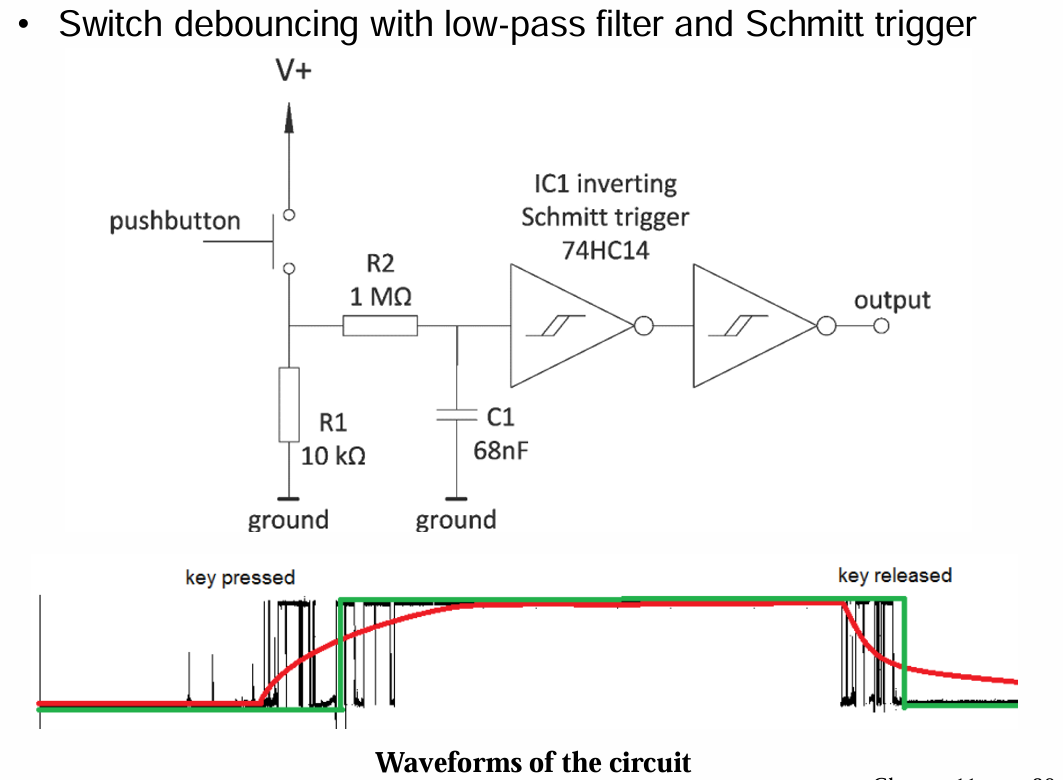 • Switch debouncing with low-pass filter and Schmitt trigger
V+
pushbutton
IC1 inverting
Schmitt trigger
74HC14
R2
1 MΩ
output
R1
10 kΩ
C1
68nF
ground
ground
key pressed
key released
Waveforms of the circuit